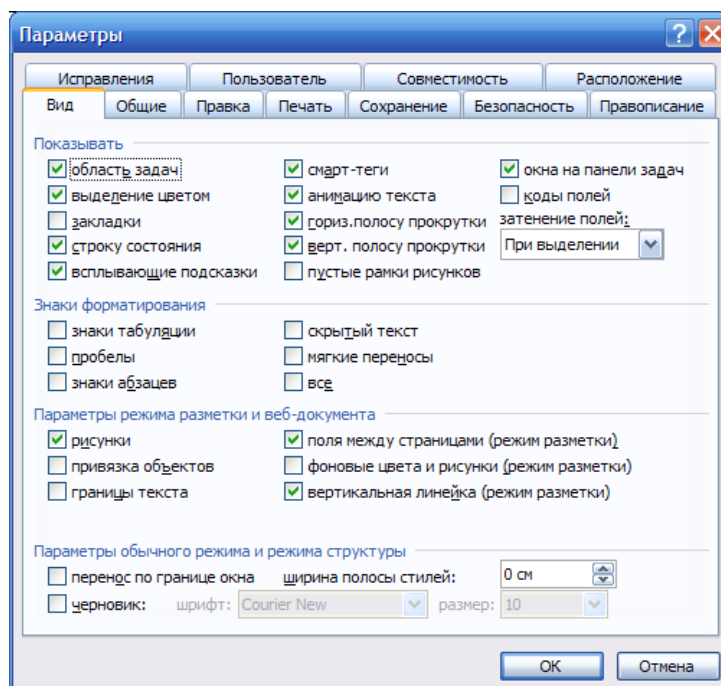 Параметры
Исправления Пользователь Совместимость Расположение
Вид Общие Правка Печать Сохранение Безопасность Правописание
Показывать
область задач смарт-теги окна на панели задач
выделение цветом анимацию текста коды полей
закладки гориз.полосу прокрутки затенение полей:
строку состояния верт. полосу прокрутки При выделении
всплывающие подсказки пустые рамки рисунков
Знаки форматирования
знаки табуляции скрытый текст
пробелы мягкие переносы
знаки абзацев все
Параметры режима разметки и веб-документа
рисунки поля между страницами (режим разметки)
привязка объектов фоновые цвета и рисунки (режим разметки)
границы текста вертикальная линейка (режим разметки)
Параметры обычного режима и режима структуры
перенос по границе окна ширина полосы стилей: 0 см
черновик: шрифт: Courier New размер: 10
ОК Отмена